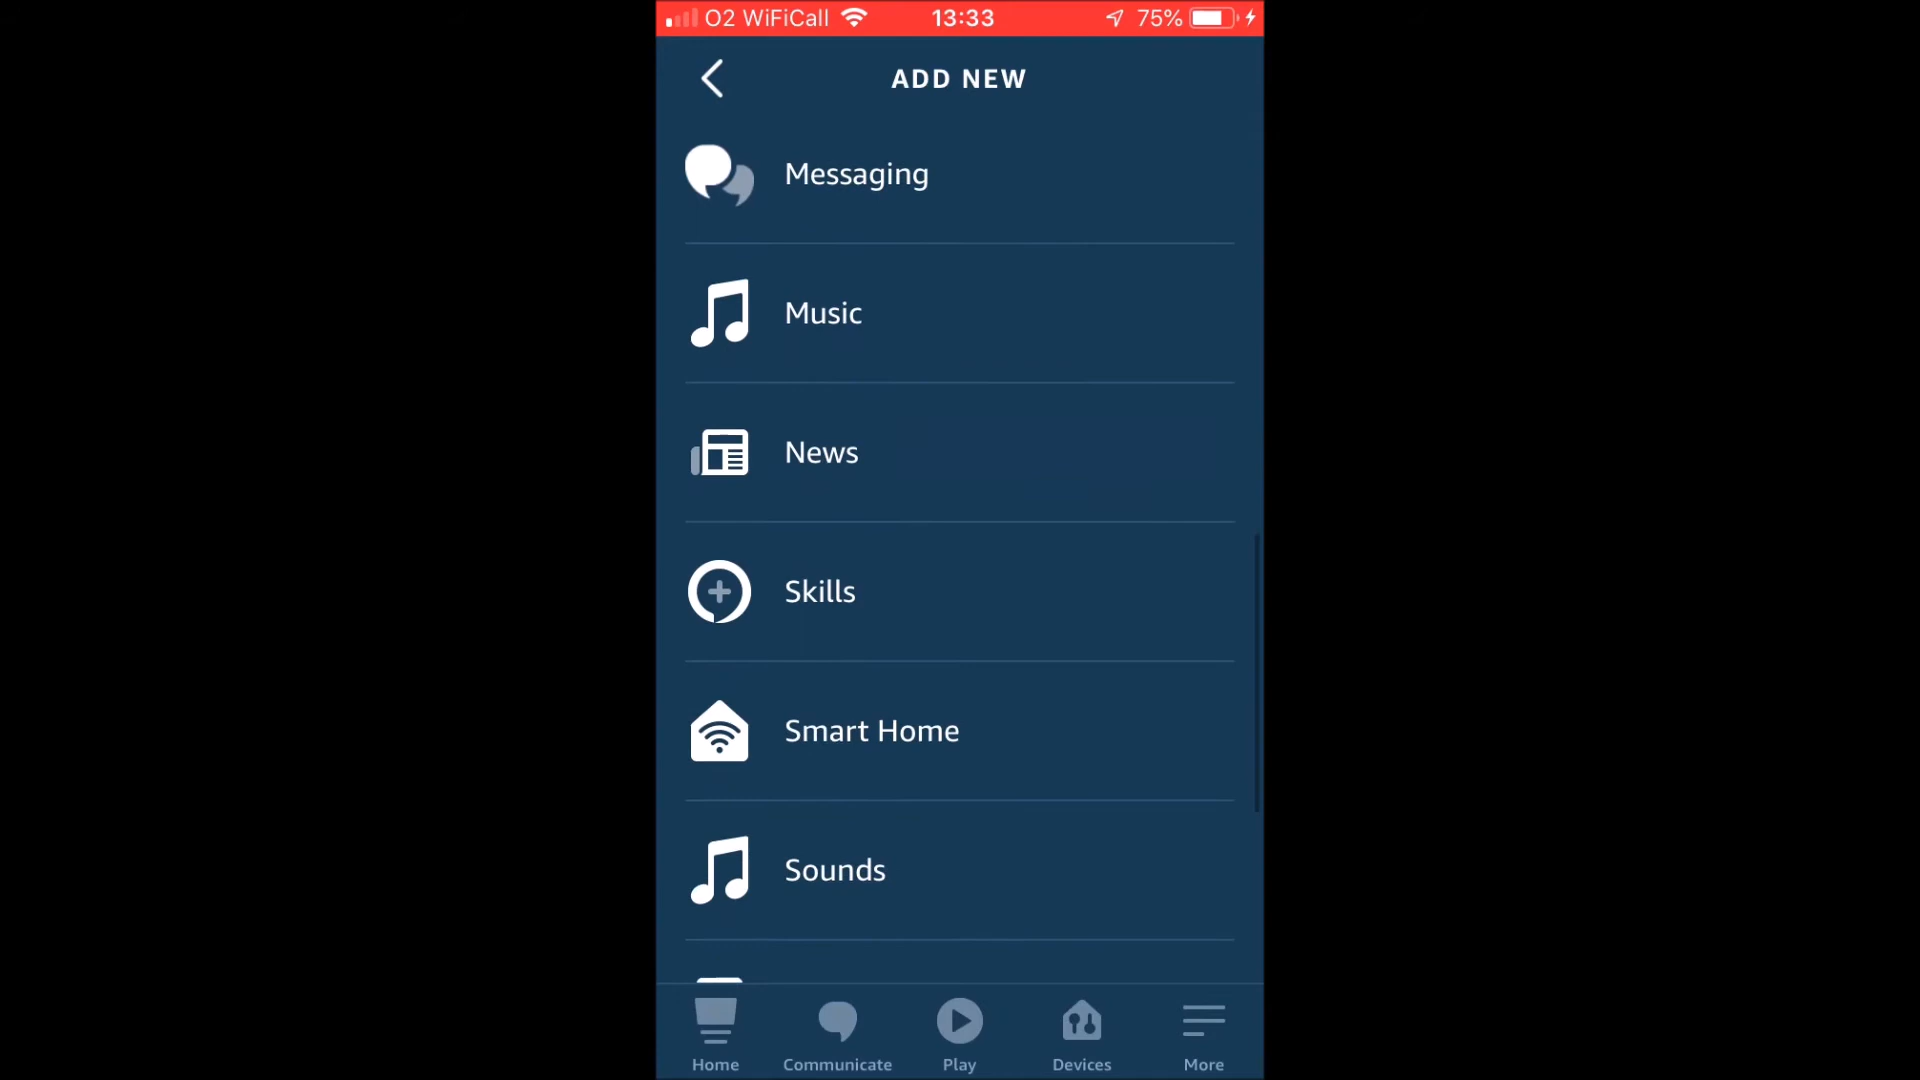 O2 WiFiCall 13:33 75%
ADD NEW
Messaging
Music
News
Skills
Smart Home
Sounds
Home Communicate Play Devices More